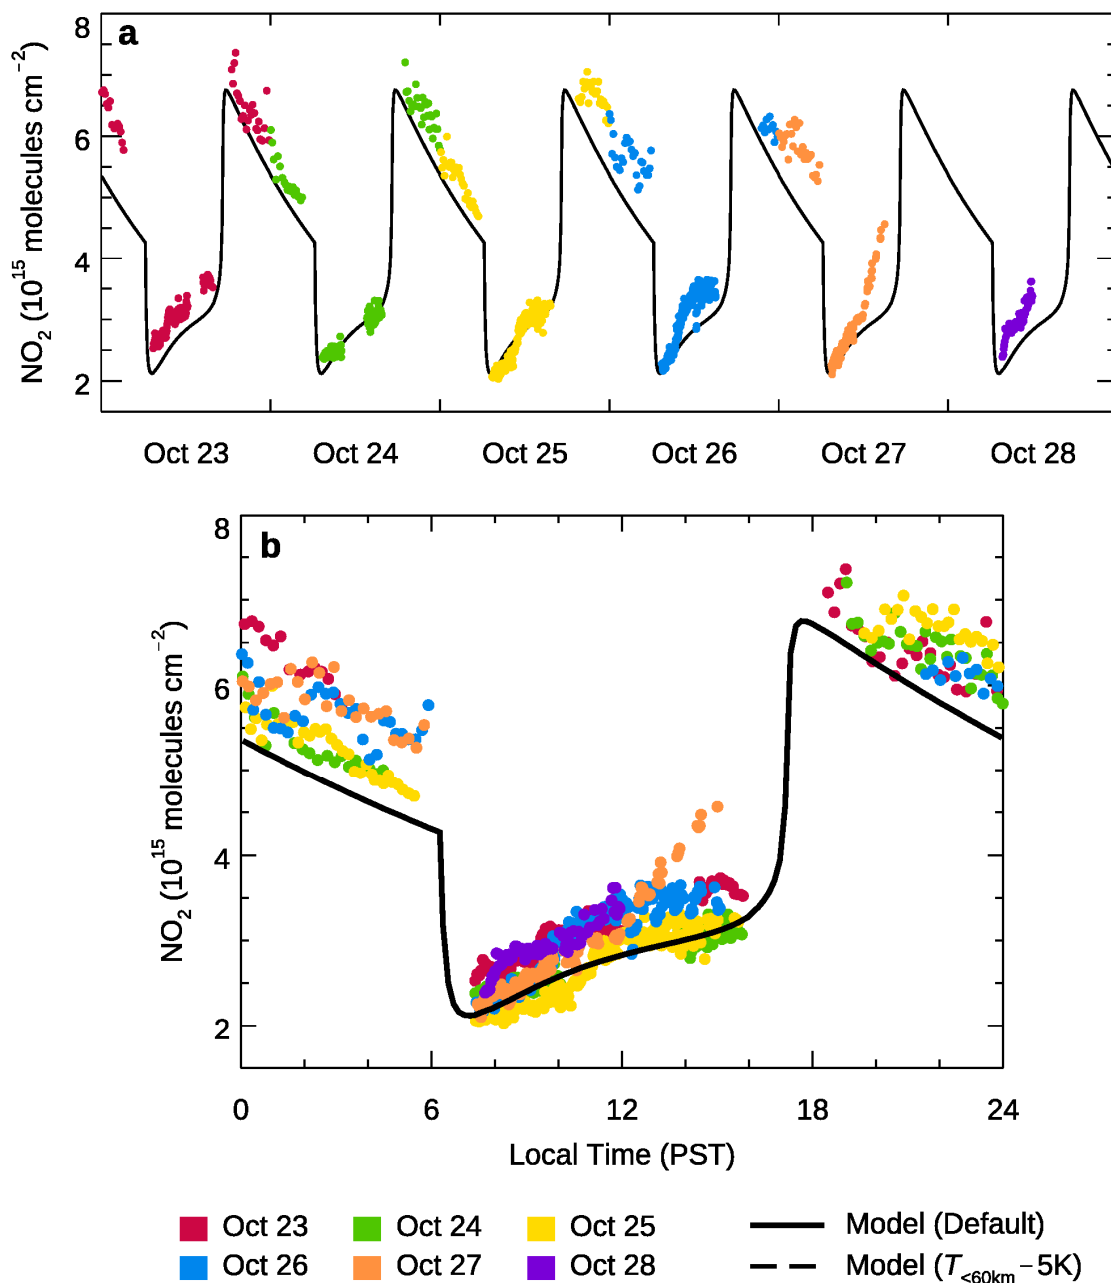 a
8
6
4
2
NO2 (10^15 molecules cm^-2)
Oct 23 Oct 24 Oct 25 Oct 26 Oct 27 Oct 28
b
8
6
4
2
NO2 (10^15 molecules cm^-2)
0 6 12 18 24
Local Time (PST)
Oct 23 Oct 24 Oct 25 Model (Default)
Oct 26 Oct 27 Oct 28 Model (T<60km – 5K)